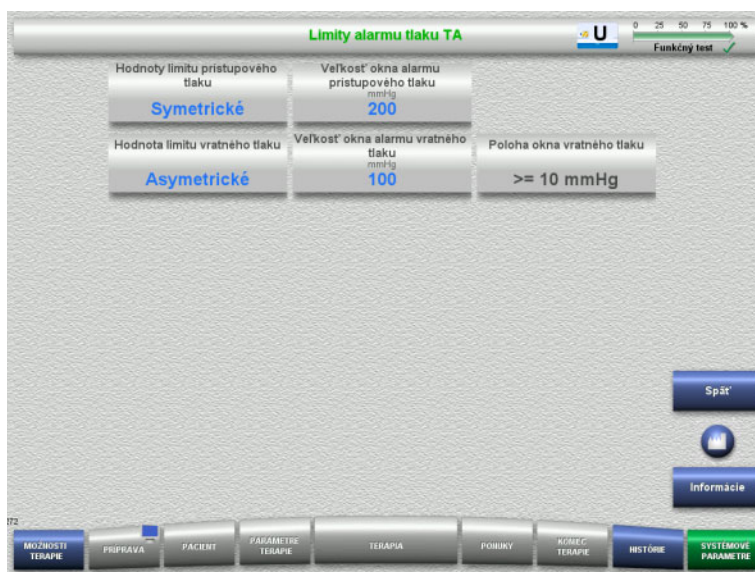 Limity alarmu tlaku TA
U
0 25 50 75 100 %
Funkčný test
Hodnoty limitu prístupového
tlaku
Symetrické
Veľkosť okna alarmu
prístupového tlaku
mmHg
200
Hodnota limitu vratného tlaku
Asymetrické
Veľkosť okna alarmu vratného
tlaku
mmHg
100
Poloha okna vratného tlaku
>= 10 mmHg
Späť
Informácie
272
MOŽNOSTI
TERAPIE
PRÍPRAVA
PACIENT
PARAMETRE
TERAPIE
TERAPIA
PONUKY
KONIEC
TERAPIE
HISTÓRIE
SYSTÉMOVÉ
PARAMETRE